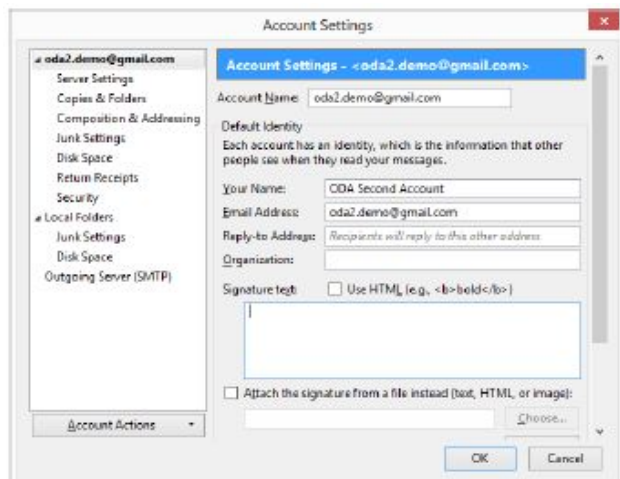 Account Settings
oda2.demo@gmail.com
Server Settings
Copies & Folders
Composition & Addressing
Junk Settings
Disk Space
Return Receipts
Security
Local Folders
Junk Settings
Disk Space
Outgoing Server (SMTP)
Account Actions
Account Settings - <oda2.demo@gmail.com>
Account Name: oda2.demo@gmail.com
Default Identity
Each account has an identity, which is the information that other
people see when they read your messages.
Your Name: ODA Second Account
Email Address: oda2.demo@gmail.com
Reply-to Address: Recipients will reply to this other address
Organization:
Signature text: Use HTML (e.g., <b>bold</b>)
Attach the signature from a file instead (text, HTML, or image):
Choose...
OK Cancel